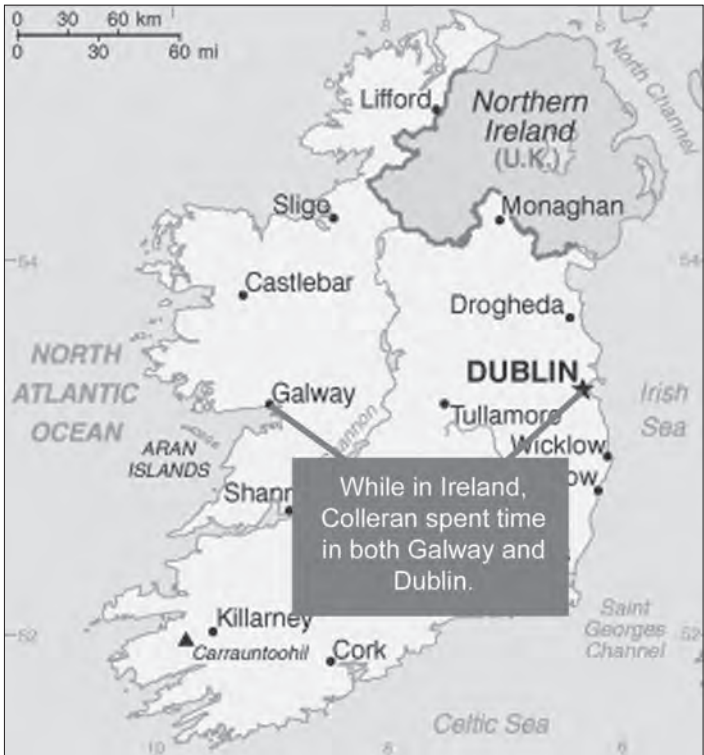 0 30 60 km
0 30 60 mi
8
6
North Channel
Lifford
Northern
Ireland
(U.K.)
Sligo
Monaghan
54
54
Castlebar
Drogheda
NORTH
ATLANTIC
OCEAN
DUBLIN
Irish
Sea
Galway
Tullamore
ARAN
ISLANDS
Wicklow
While in Ireland,
Colleran spent time
in both Galway and
Dublin.
Killarney
Carrauntoohil
Cork
Saint
Georges
Channel
52
52
Celtic Sea
10
8
6